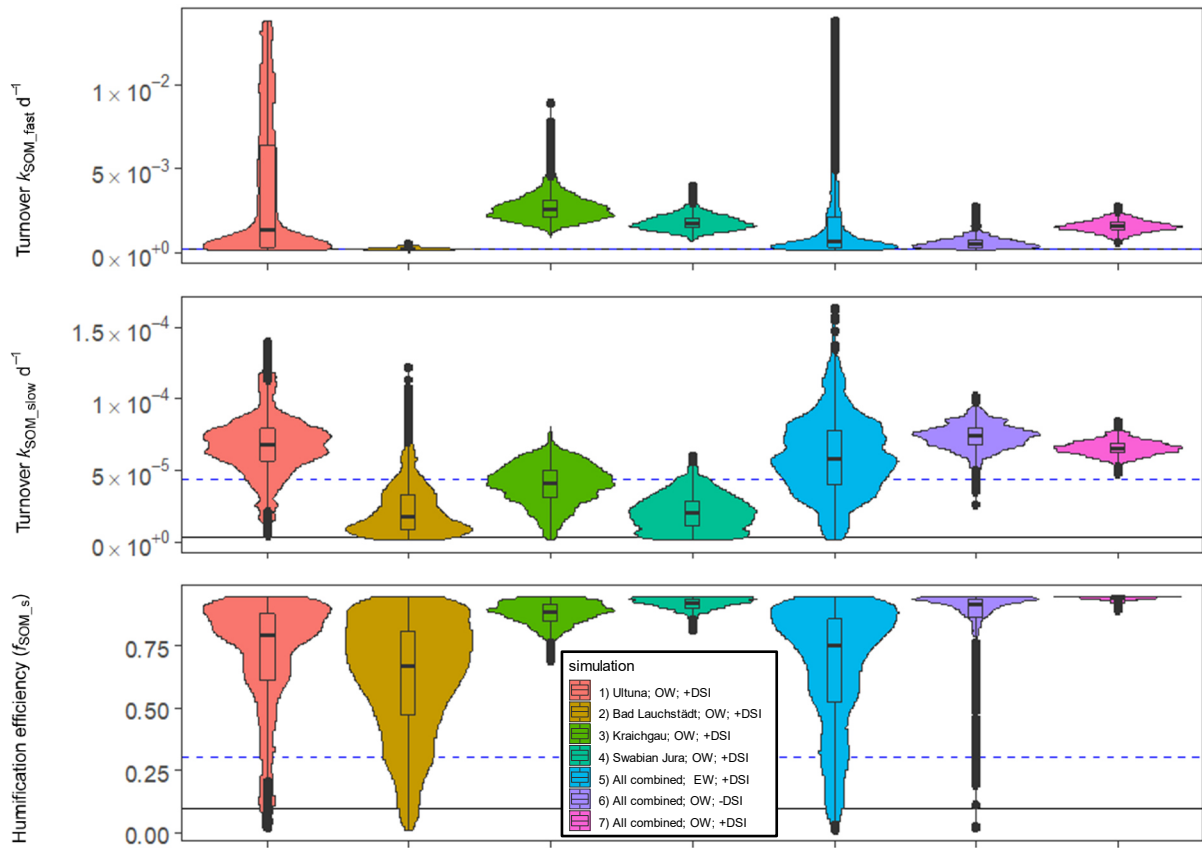 Turnover kSOM_fast d−1
1 × 10−2
5 × 10−3
0 × 10+0
Turnover kSOM_slow d−1
1.5 × 10−4
1 × 10−4
5 × 10−5
0 × 10+0
Humification efficiency (fSOM_s)
0.75
0.50
0.25
0.00
simulation
1) Ultuna; OW; +DSI
2) Bad Lauchstädt; OW; +DSI
3) Kraichgau; OW; +DSI
4) Swabian Jura; OW; +DSI
5) All combined; EW; +DSI
6) All combined; OW; -DSI
7) All combined; OW; +DSI